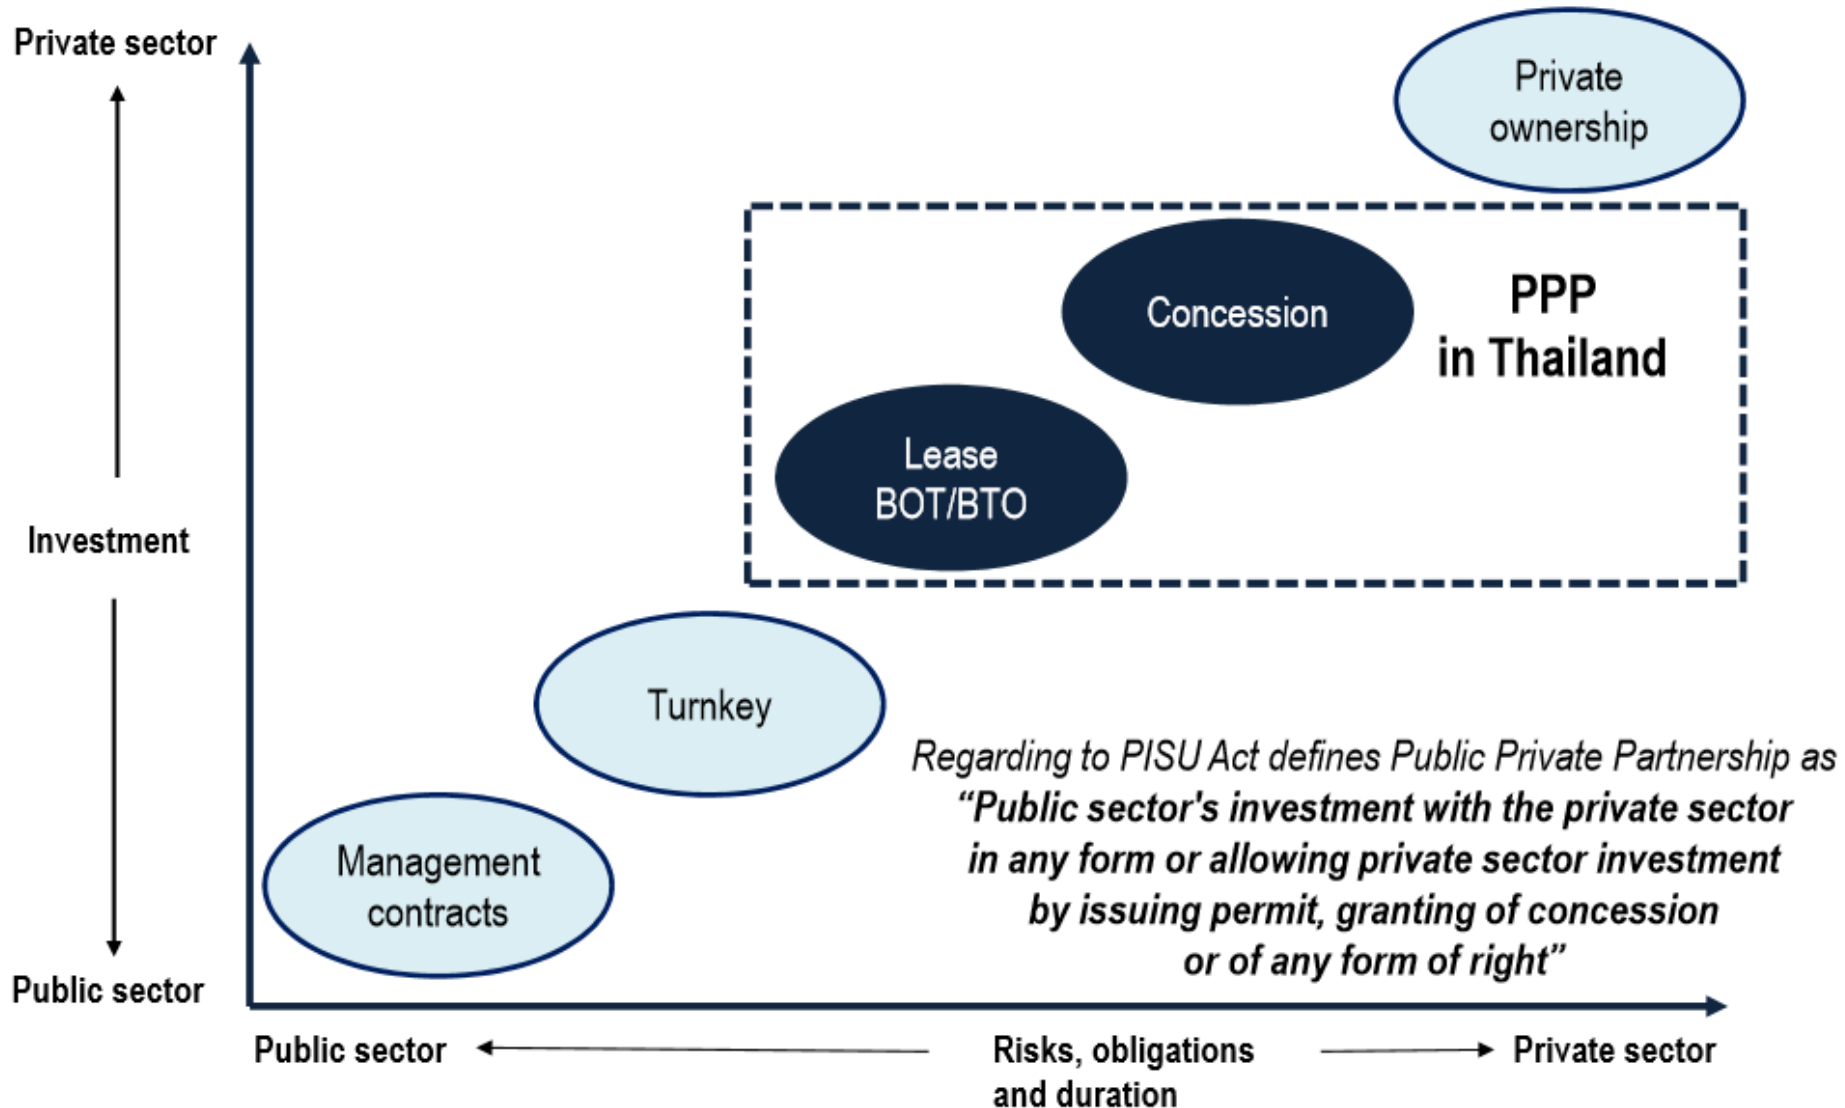 Private sector
Private
ownership
Concession
PPP
in Thailand
Lease
BOT/BTO
Investment
Turnkey
Regarding to PISU Act defines Public Private Partnership as
“Public sector's investment with the private sector
in any form or allowing private sector investment
by issuing permit, granting of concession
or of any form of right”
Management
contracts
Public sector
Public sector
Risks, obligations
and duration
Private sector